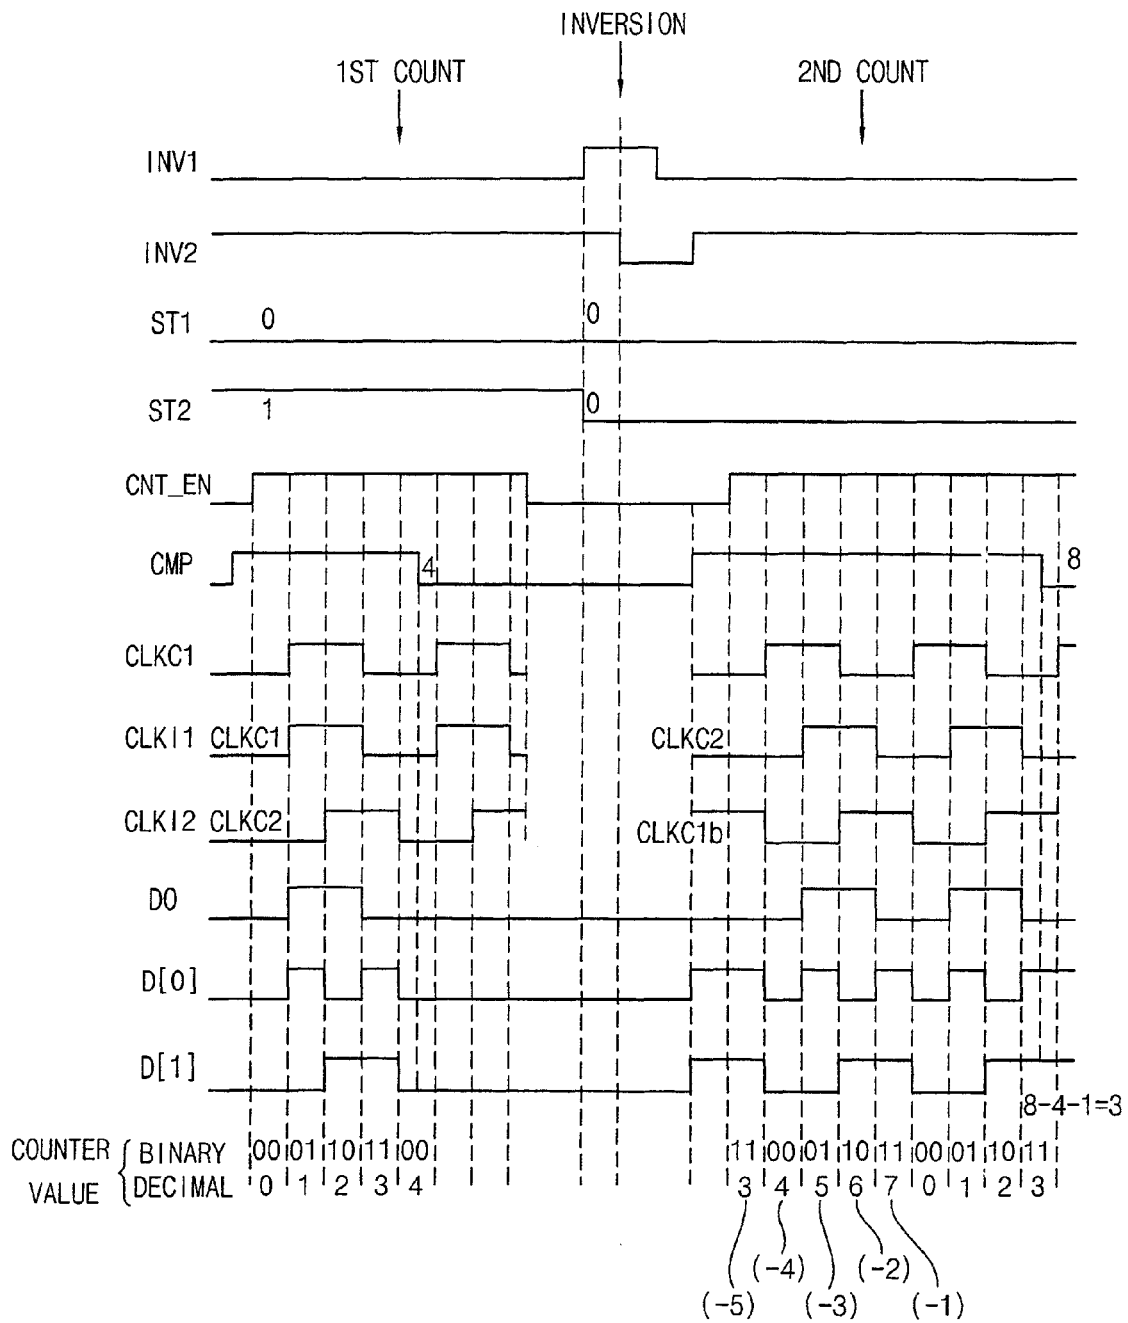 INVERSION
1ST COUNT
2ND COUNT
INV1
INV2
ST1 0 0
ST2 1 0
CNT_EN
CMP 4 8
CLKC1
CLKI1 CLKC1 CLKC2
CLKI2 CLKC2 CLKC1b
D0
D[0]
D[1]
8-4-1=3
COUNTER VALUE
BINARY 00 01 10 11 00 11 00 01 10 11 00 01 10 11
DECIMAL 0 1 2 3 4 3 4 5 6 7 0 1 2 3
(-4) (-2)
(-5) (-3) (-1)